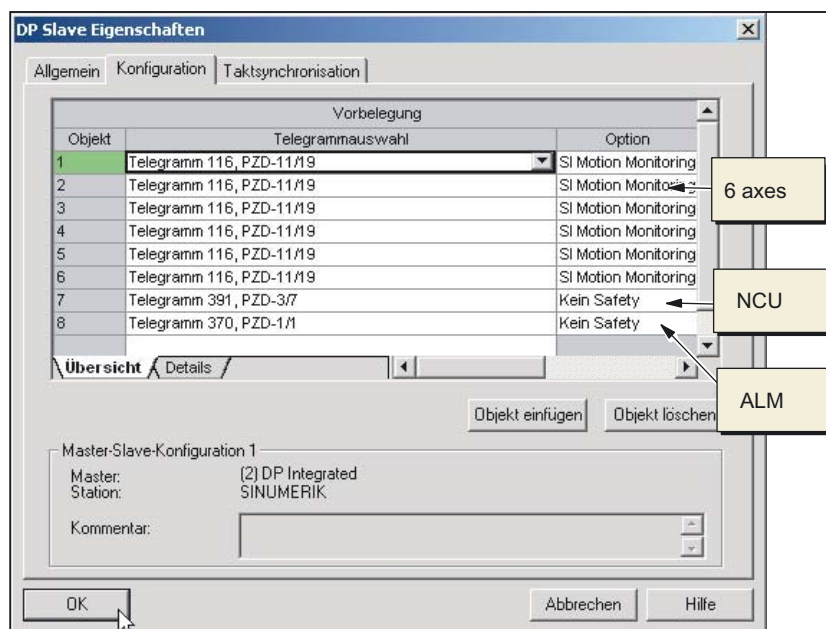 DP Slave Eigenschaften
Allgemein Konfiguration Taktsynchronisation
Vorbelegung
Objekt Telegrammauswahl Option
1 Telegramm 116, PZD-11/19 SI Motion Monitoring
2 Telegramm 116, PZD-11/19 SI Motion Monitoring
3 Telegramm 116, PZD-11/19 SI Motion Monitoring
4 Telegramm 116, PZD-11/19 SI Motion Monitoring
5 Telegramm 116, PZD-11/19 SI Motion Monitoring
6 Telegramm 116, PZD-11/19 SI Motion Monitoring
7 Telegramm 391, PZD-3/7 Kein Safety
8 Telegramm 370, PZD-1/1 Kein Safety
6 axes
NCU
ALM
Übersicht Details
Objekt einfügen Objekt löschen
Master-Slave-Konfiguration 1
Master: (2) DP Integrated
Station: SINUMERIK
Kommentar:
OK Abbrechen Hilfe